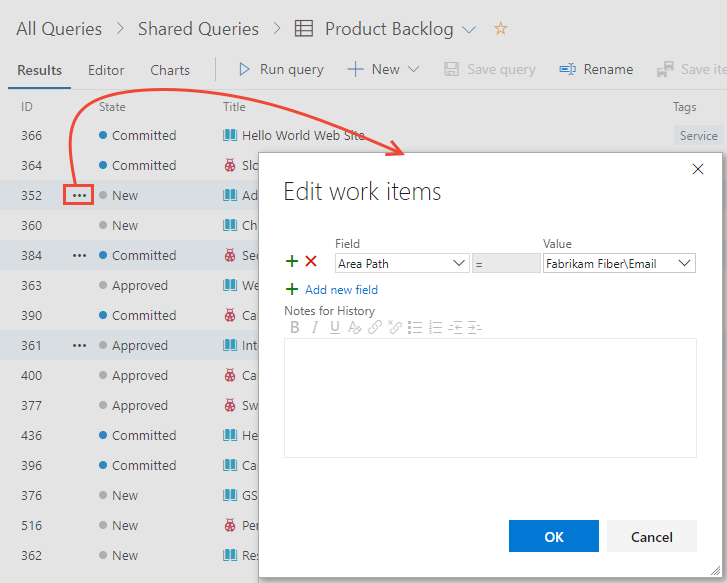 All Queries > Shared Queries > Product Backlog
Results Editor Charts Run query + New Save query Rename Save ite
ID State Title Tags
366 Committed Hello World Web Site Service
364 Committed Slo
352 ••• New Ad
360 New Ch
384 ••• Committed Sec
363 Approved We
390 Committed Ca
361 ••• Approved Int
400 Approved Ca
377 Approved Sw
436 Committed He
396 Committed Ca
376 New GS
516 New Per
362 New Res
Edit work items
Field Value
Area Path = Fabrikam Fiber\Email
Add new field
Notes for History
B I U
OK Cancel